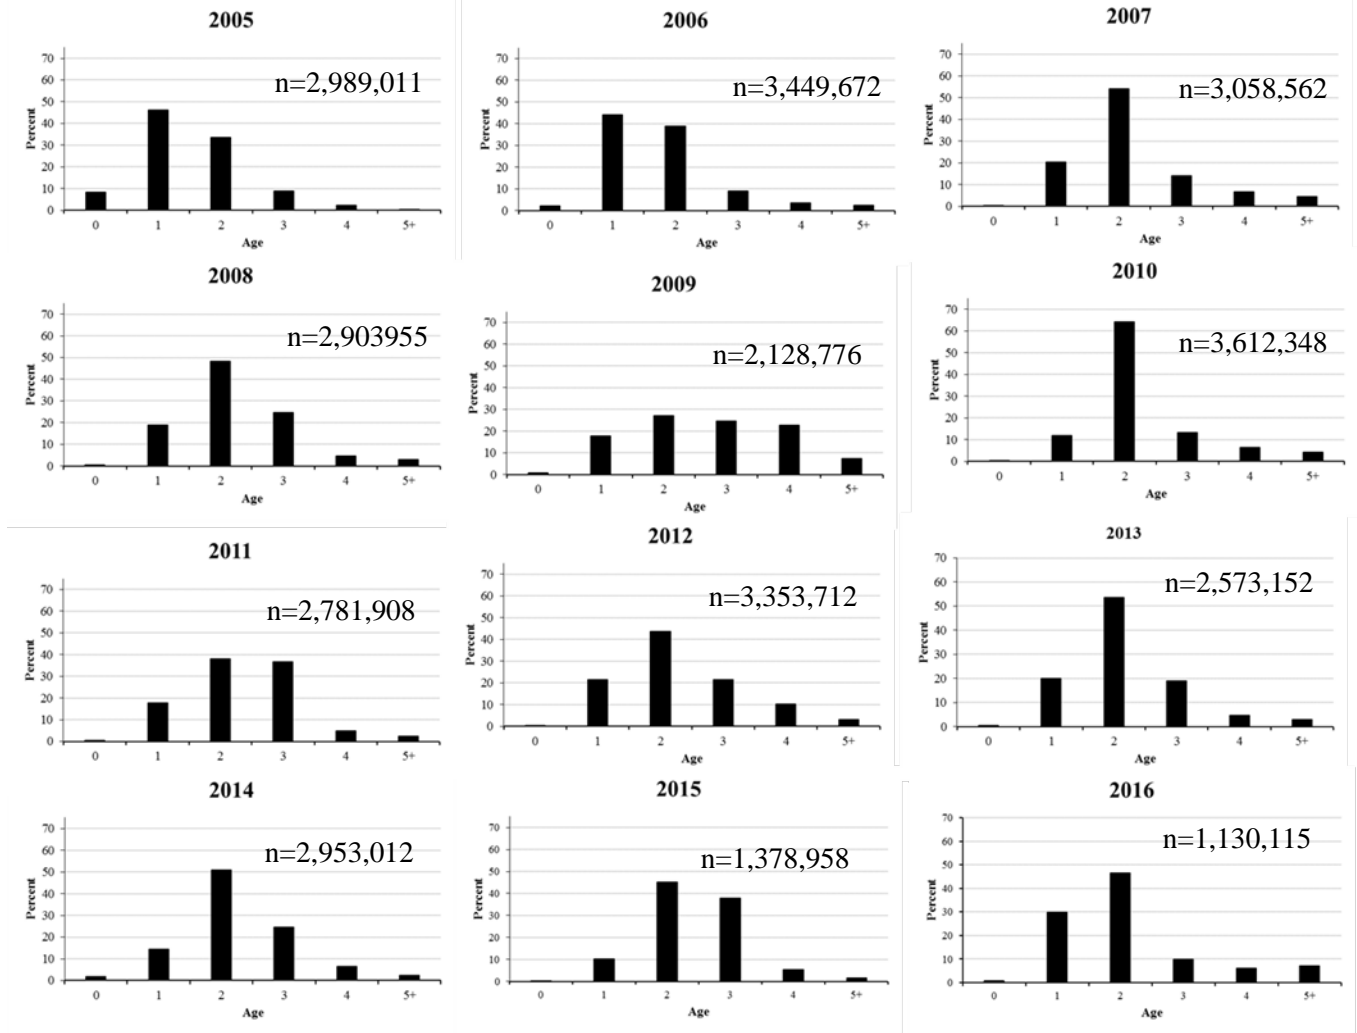 2005
n=2,989,011
Percent
70
60
50
40
30
20
10
0
0 1 2 3 4 5+
Age
2006
n=3,449,672
Percent
70
60
50
40
30
20
10
0
0 1 2 3 4 5+
Age
2007
n=3,058,562
Percent
70
60
50
40
30
20
10
0
0 1 2 3 4 5+
Age
2008
n=2,903955
Percent
70
60
50
40
30
20
10
0
0 1 2 3 4 5+
Age
2009
n=2,128,776
Percent
70
60
50
40
30
20
10
0
0 1 2 3 4 5+
Age
2010
n=3,612,348
Percent
70
60
50
40
30
20
10
0
0 1 2 3 4 5+
Age
2011
n=2,781,908
Percent
70
60
50
40
30
20
10
0
0 1 2 3 4 5+
Age
2012
n=3,353,712
Percent
70
60
50
40
30
20
10
0
0 1 2 3 4 5+
Age
2013
n=2,573,152
Percent
70
60
50
40
30
20
10
0
0 1 2 3 4 5+
Age
2014
n=2,953,012
Percent
70
60
50
40
30
20
10
0
0 1 2 3 4 5+
Age
2015
n=1,378,958
Percent
70
60
50
40
30
20
10
0
0 1 2 3 4 5+
Age
2016
n=1,130,115
Percent
70
60
50
40
30
20
10
0
0 1 2 3 4 5+
Age